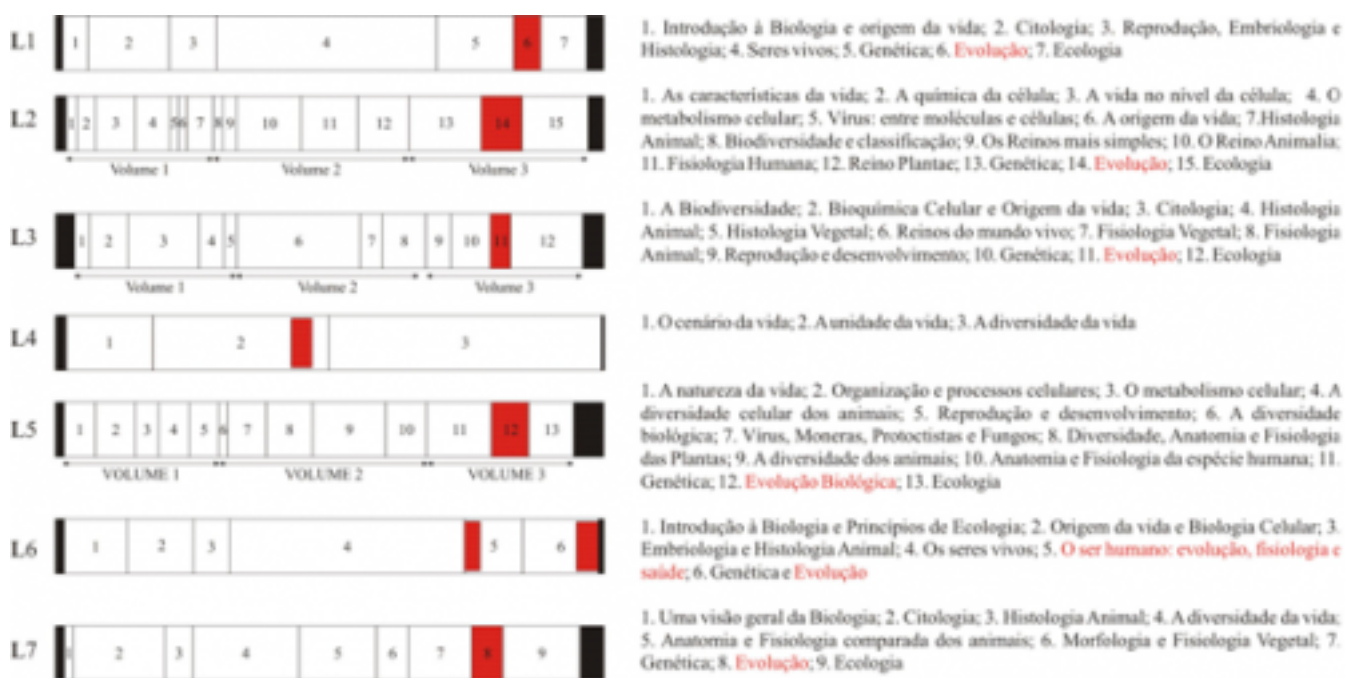 L1
1 2 3 4 5 6 7
1. Introdução à Biologia e origem da vida; 2. Citologia; 3. Reprodução, Embriologia e
Histologia; 4. Seres vivos; 5. Genética; 6. Evolução; 7. Ecologia
L2
1 2 3 4 5 6 7 8 9 10 11 12 13 14 15
Volume 1 Volume 2 Volume 3
1. As características da vida; 2. A química da célula; 3. A vida no nível da célula; 4. O
metabolismo celular; 5. Vírus: entre moléculas e células; 6. A origem da vida; 7.Histologia
Animal; 8. Biodiversidade e classificação; 9. Os Reinos mais simples; 10. O Reino Animalia;
11. Fisiologia Humana; 12. Reino Plantae; 13. Genética; 14. Evolução; 15. Ecologia
L3
1 2 3 4 5 6 7 8 9 10 11 12
Volume 1 Volume 2 Volume 3
1. A Biodiversidade; 2. Bioquímica Celular e Origem da vida; 3. Citologia; 4. Histologia
Animal; 5. Histologia Vegetal; 6. Reinos do mundo vivo; 7. Fisiologia Vegetal; 8. Fisiologia
Animal; 9. Reprodução e desenvolvimento; 10. Genética; 11. Evolução; 12. Ecologia
L4
1 2 3
1. O cenário da vida; 2. A unidade da vida; 3. A diversidade da vida
L5
1 2 3 4 5 6 7 8 9 10 11 12 13
VOLUME 1 VOLUME 2 VOLUME 3
1. A natureza da vida; 2. Organização e processos celulares; 3. O metabolismo celular; 4. A
diversidade celular dos animais; 5. Reprodução e desenvolvimento; 6. A diversidade
biológica; 7. Vírus, Moneras, Protoctistas e Fungos; 8. Diversidade, Anatomia e Fisiologia
das Plantas; 9. A diversidade dos animais; 10. Anatomia e Fisiologia da espécie humana; 11.
Genética; 12. Evolução Biológica; 13. Ecologia
L6
1 2 3 4 5 6
1. Introdução à Biologia e Princípios de Ecologia; 2. Origem da vida e Biologia Celular; 3.
Embriologia e Histologia Animal; 4. Os seres vivos; 5. O ser humano: evolução, fisiologia e
saúde; 6. Genética e Evolução
L7
1 2 3 4 5 6 7 8 9
1. Uma visão geral da Biologia; 2. Citologia; 3. Histologia Animal; 4. A diversidade da vida;
5. Anatomia e Fisiologia comparada dos animais; 6. Morfologia e Fisiologia Vegetal; 7.
Genética; 8. Evolução; 9. Ecologia